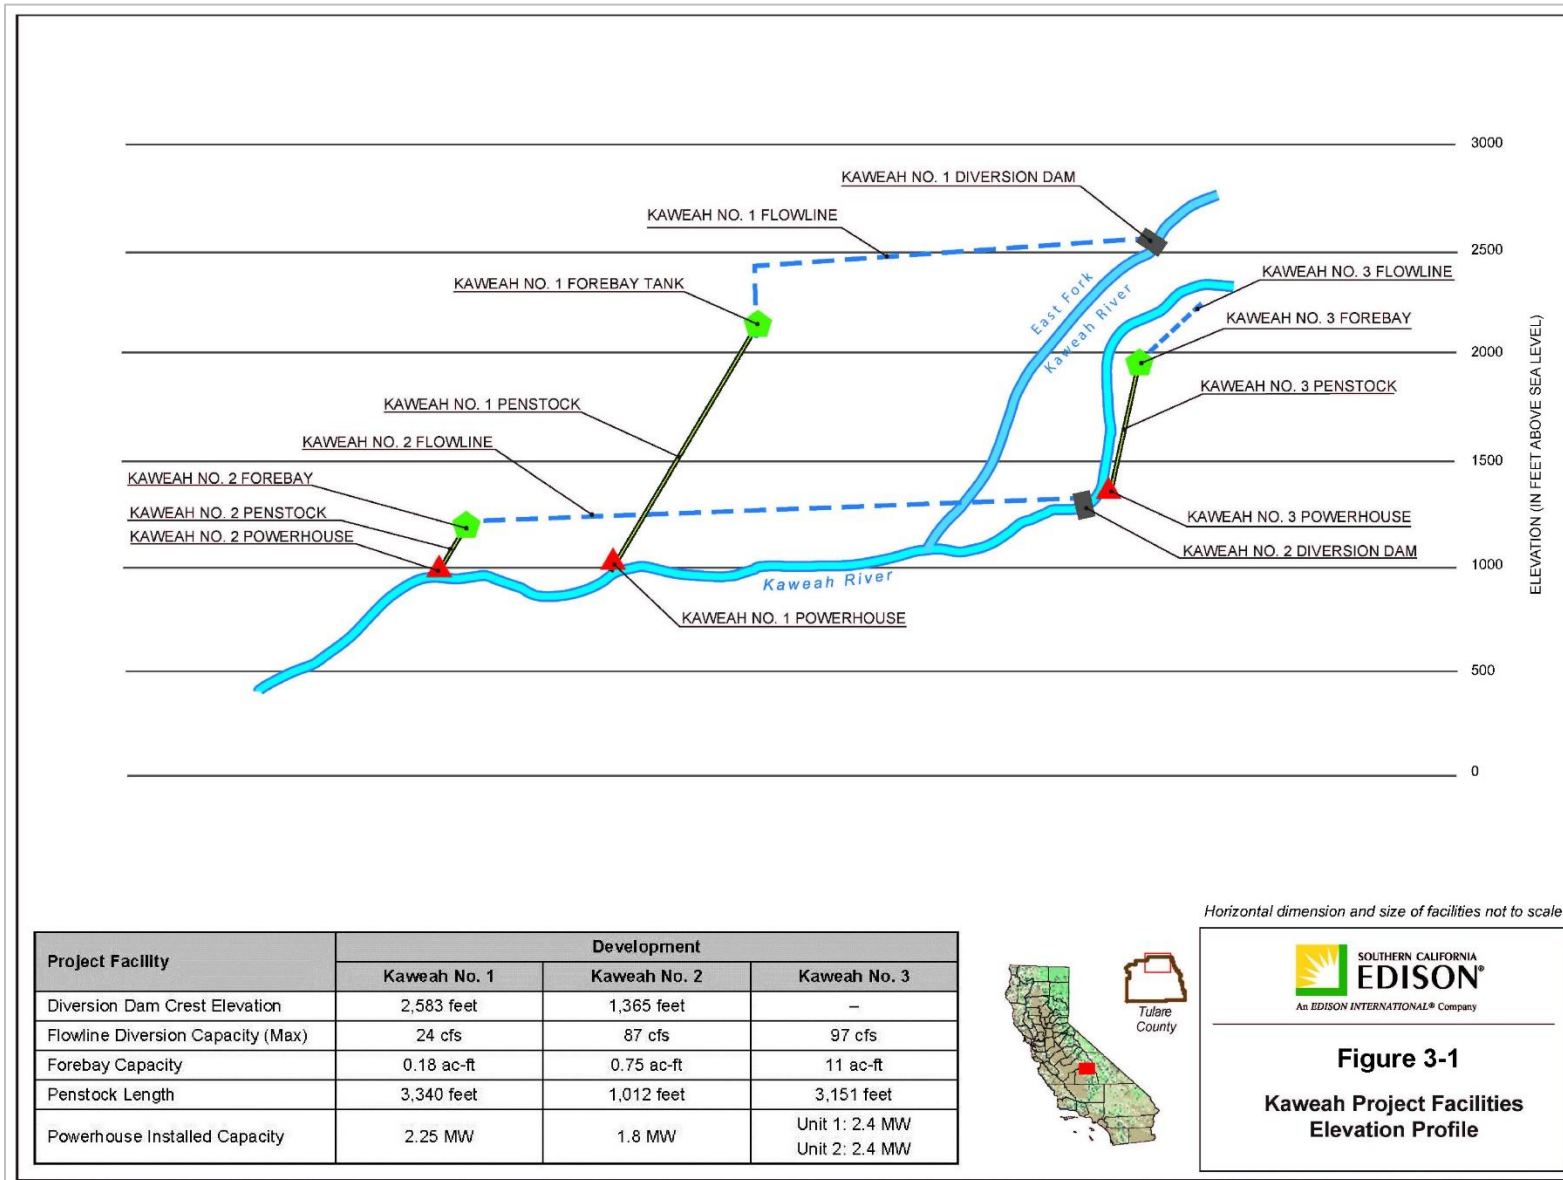 3000
KAWEAH NO. 1 DIVERSION DAM
KAWEAH NO. 1 FLOWLINE
2500
KAWEAH NO. 3 FLOWLINE
KAWEAH NO. 1 FOREBAY TANK
East Fork
Kaweah River
KAWEAH NO. 3 FOREBAY
2000
KAWEAH NO. 3 PENSTOCK
KAWEAH NO. 1 PENSTOCK
KAWEAH NO. 2 FLOWLINE
1500
KAWEAH NO. 2 FOREBAY
KAWEAH NO. 2 PENSTOCK
KAWEAH NO. 3 POWERHOUSE
KAWEAH NO. 2 POWERHOUSE
KAWEAH NO. 2 DIVERSION DAM
1000
Kaweah River
KAWEAH NO. 1 POWERHOUSE
500
0
ELEVATION (IN FEET ABOVE SEA LEVEL)
Horizontal dimension and size of facilities not to scale
Project Facility Development
Kaweah No. 1 Kaweah No. 2 Kaweah No. 3
Diversion Dam Crest Elevation 2,583 feet 1,365 feet –
Flowline Diversion Capacity (Max) 24 cfs 87 cfs 97 cfs
Forebay Capacity 0.18 ac-ft 0.75 ac-ft 11 ac-ft
Penstock Length 3,340 feet 1,012 feet 3,151 feet
Powerhouse Installed Capacity 2.25 MW 1.8 MW Unit 1: 2.4 MW
Unit 2: 2.4 MW
Tulare
County
SOUTHERN CALIFORNIA
EDISON®
An EDISON INTERNATIONAL® Company
Figure 3-1
Kaweah Project Facilities
Elevation Profile